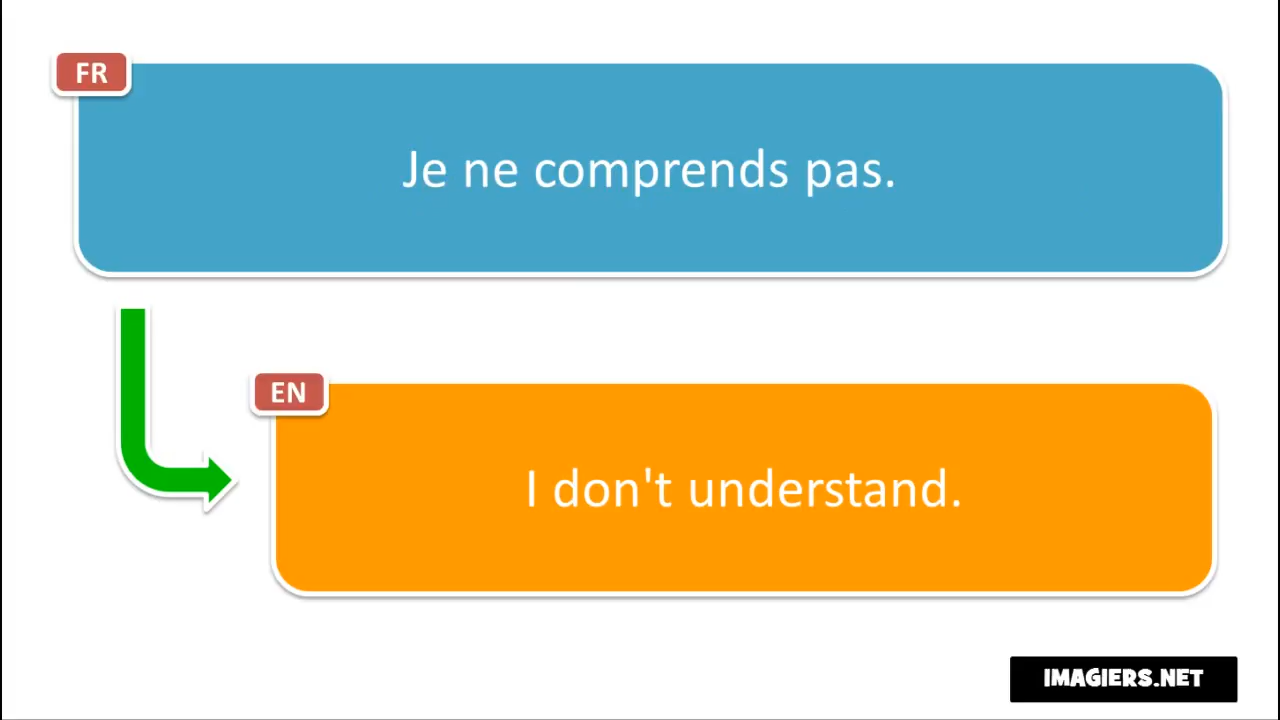 FR
Je ne comprends pas.
EN
I don't understand.
IMAGIERS.NET